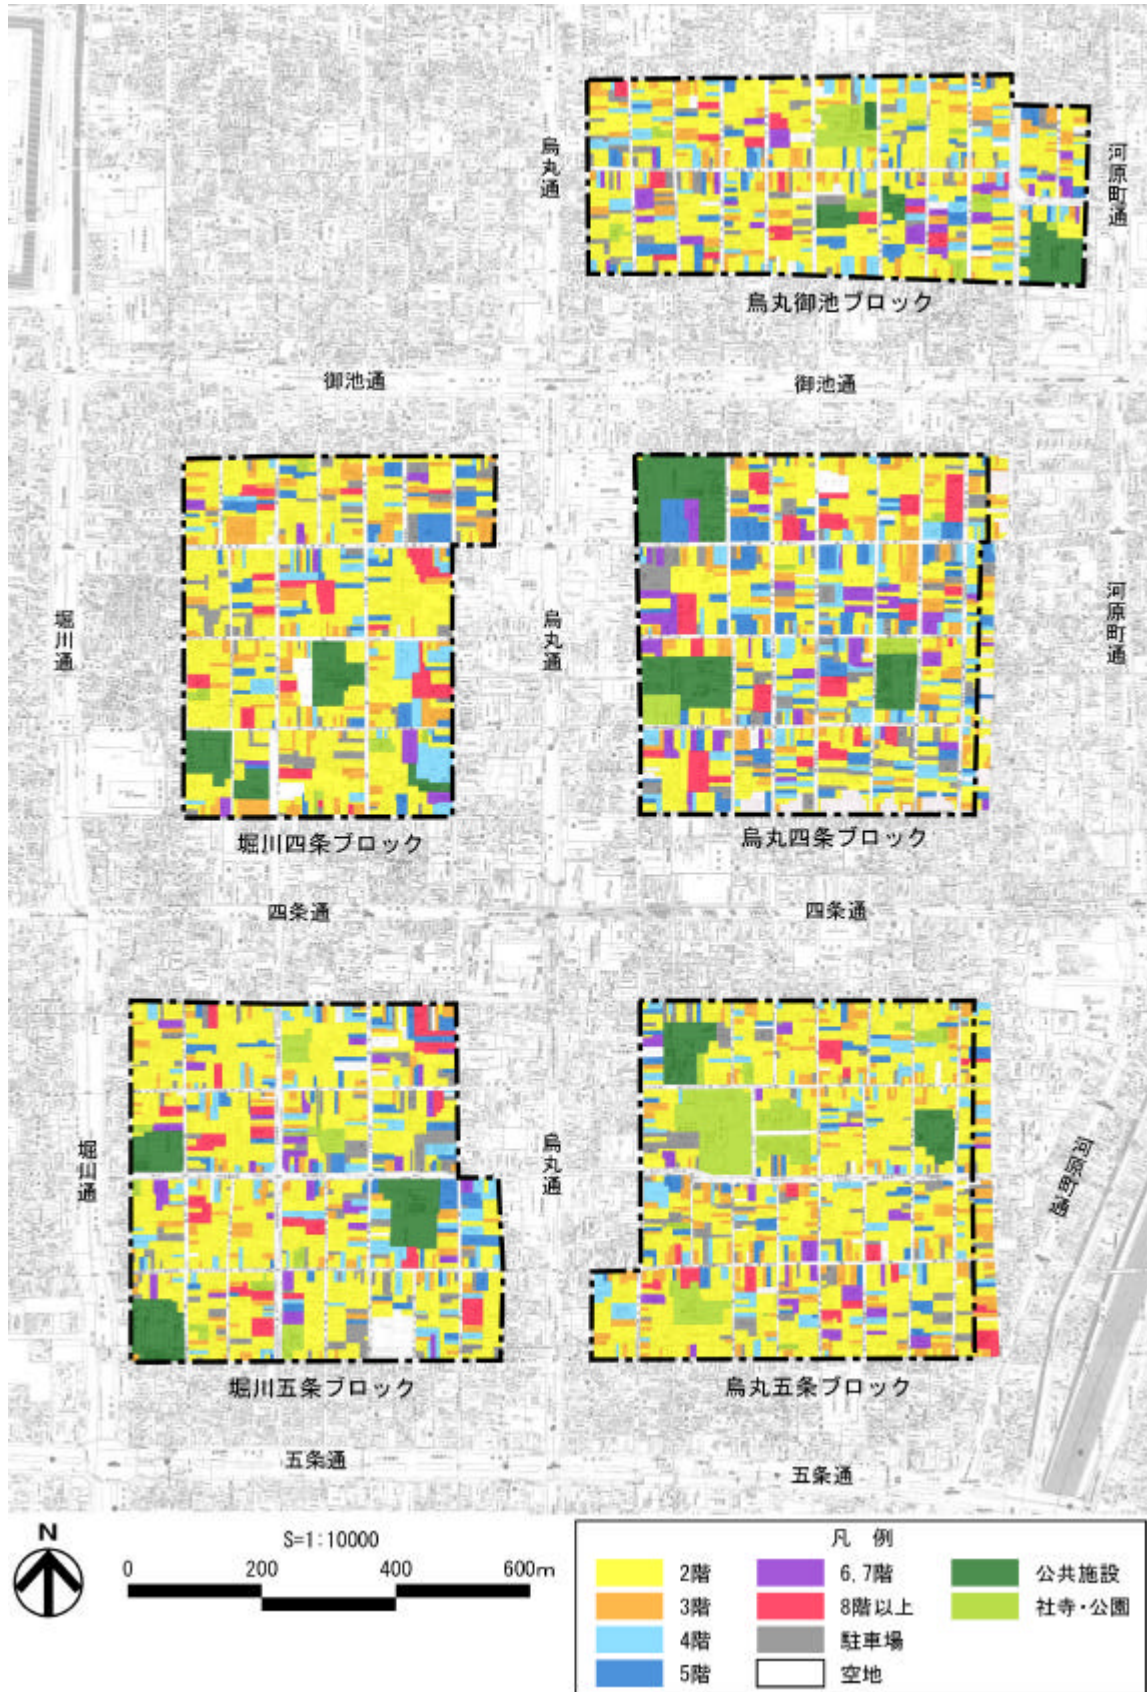 烏丸通
河原町通
烏丸御池ブロック
御池通
御池通
堀川通
烏丸通
河原町通
堀川四条ブロック
烏丸四条ブロック
四条通
四条通
堀川通
烏丸通
河原町通
堀川五条ブロック
烏丸五条ブロック
五条通
五条通
N
S=1:10000
0 200 400 600m
凡 例
2階
6,7階
公共施設
3階
8階以上
社寺・公園
4階
駐車場
5階
空地